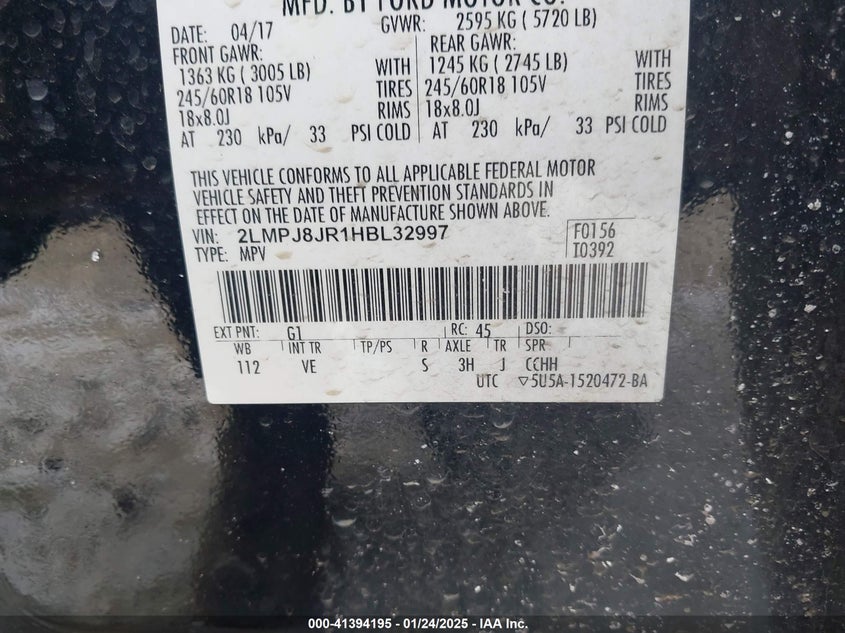 MFD. BY FORD MOTOR CO.
DATE: 04/17 GVWR: 2595 KG ( 5720 LB)
FRONT GAWR: REAR GAWR:
1363 KG ( 3005 LB) WITH 1245 KG ( 2745 LB) WITH
245/60R18 105V TIRES 245/60R18 105V TIRES
18x8.0J RIMS 18x8.0J RIMS
AT 230 kPa/ 33 PSI COLD AT 230 kPa/ 33 PSI COLD
THIS VEHICLE CONFORMS TO ALL APPLICABLE FEDERAL MOTOR
VEHICLE SAFETY AND THEFT PREVENTION STANDARDS IN
EFFECT ON THE DATE OF MANUFACTURE SHOWN ABOVE.
VIN: 2LMPJ8JR1HBL32997 F0156
TYPE: MPV T0392
EXT PNT: G1 RC: 45 DSO:
WB INT TR TP/PS R AXLE TR SPR
112 VE S 3H J CCHH
UTC ▽5U5A-1520472-BA
000-41394195 — 01/24/2025 — IAA Inc.